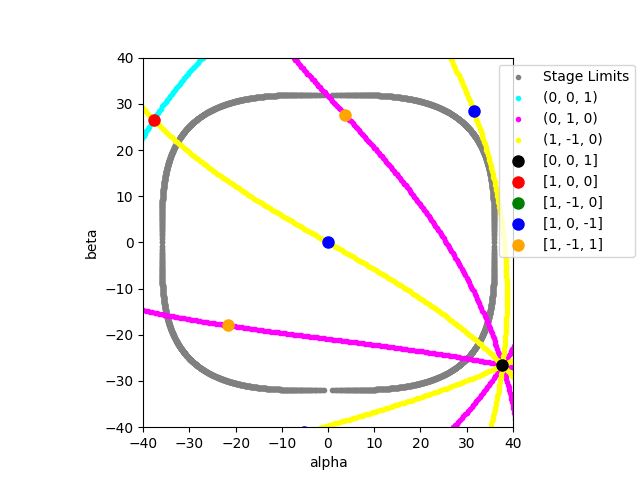 40
30
20
10
0
−10
−20
−30
−40
beta
−40 −30 −20 −10 0 10 20 30 40
alpha
Stage Limits
(0, 0, 1)
(0, 1, 0)
(1, -1, 0)
[0, 0, 1]
[1, 0, 0]
[1, -1, 0]
[1, 0, -1]
[1, -1, 1]